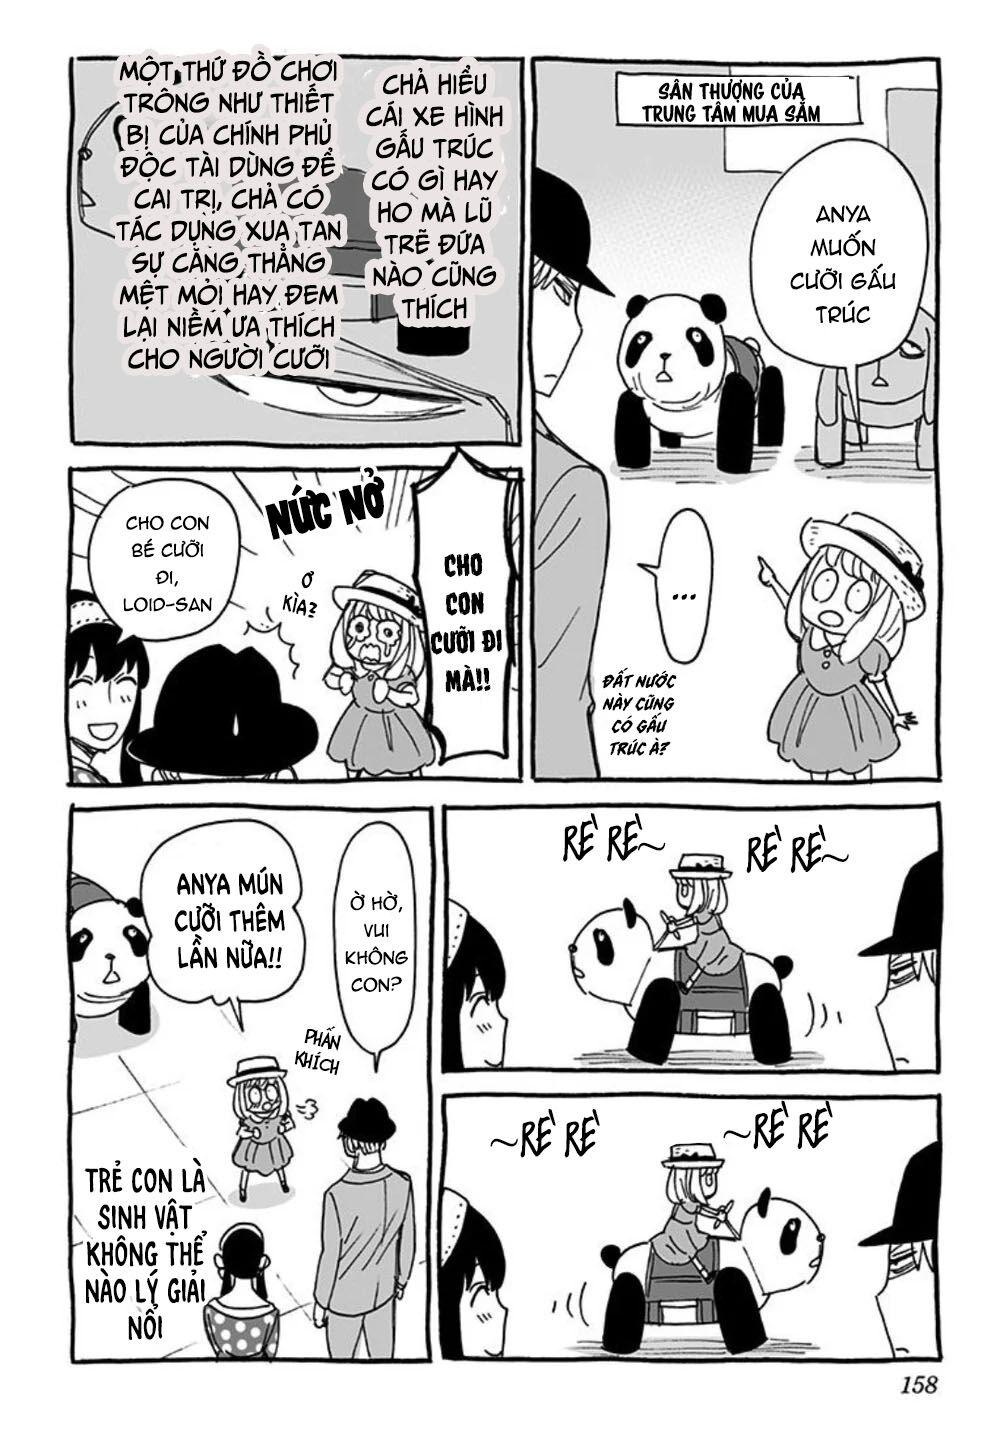 SÂN THƯỢNG CỦA
TRUNG TÂM MUA SẮM
ANYA
MUỐN
CƯỠI GẤU
TRÚC
...
ĐẤT NƯỚC
NÀY CŨNG
CÓ GẤU
TRÚC À?
CHẢ HIỂU
CÁI XE HÌNH
GẤU TRÚC
CÓ GÌ HAY
HO MÀ LŨ
TRẺ ĐỨA
NÀO CŨNG
THÍCH
MỘT THỨ ĐỒ CHƠI
TRÔNG NHƯ THIẾT
BỊ CỦA CHÍNH PHỦ
ĐỘC TÀI DÙNG ĐỂ
CAI TRỊ, CHẢ CÓ
TÁC DỤNG XUA TAN
SỰ CĂNG THẲNG
MỆT MỎI HAY ĐEM
LẠI NIỀM ƯA THÍCH
CHO NGƯỜI CƯỠI
CHO
CON
CƯỠI ĐI
MÀ!!
NỨC NỞ
Ơ
KÌA?
CHO CON
BÉ CƯỠI
ĐI,
LOID-SAN
RÈ RÈ~
RÈ RÈ~
~RÈ RÈ
~RÈ RÈ
Ờ HỜ,
VUI
KHÔNG
CON?
ANYA MÚN
CƯỠI THÊM
LẦN NỮA!!
PHẤN
KHÍCH
TRẺ CON LÀ
SINH VẬT
KHÔNG THỂ
NÀO LÝ GIẢI
NỔI
158